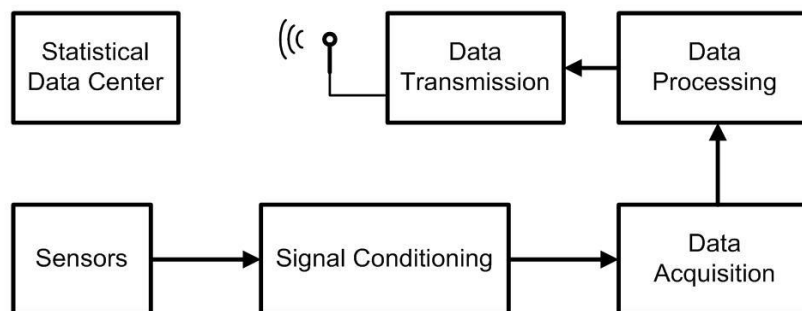 Statistical
Data Center
Data
Transmission
Data
Processing
Sensors
Signal Conditioning
Data
Acquisition